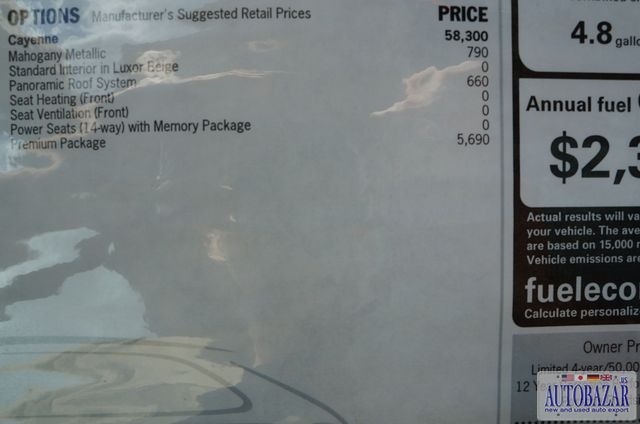 OPTIONS Manufacturer's Suggested Retail Prices PRICE
Cayenne 58,300
Mahogany Metallic 790
Standard Interior in Luxor Beige 0
Panoramic Roof System 660
Seat Heating (Front) 0
Seat Ventilation (Front) 0
Power Seats (14-way) with Memory Package 0
Premium Package 5,690
4.8 gallo
Annual fuel
$2,3
Actual results will va
your vehicle. The ave
are based on 15,000
Vehicle emissions are
fueleco
Calculate personaliz
Owner Pr
Limited 4-year/50,00
12 Ye
AUTOBAZAR.US
new and used auto export